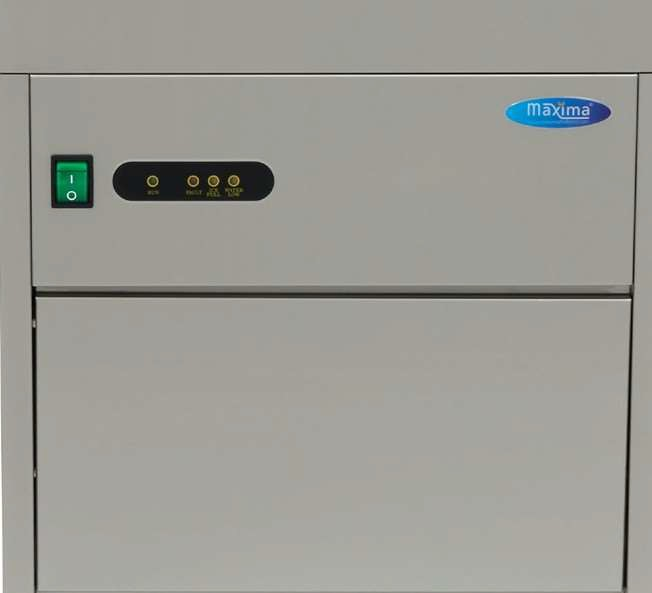 maxima®
I
O
RUN
FAULT
ICE FULL
WATER LOW